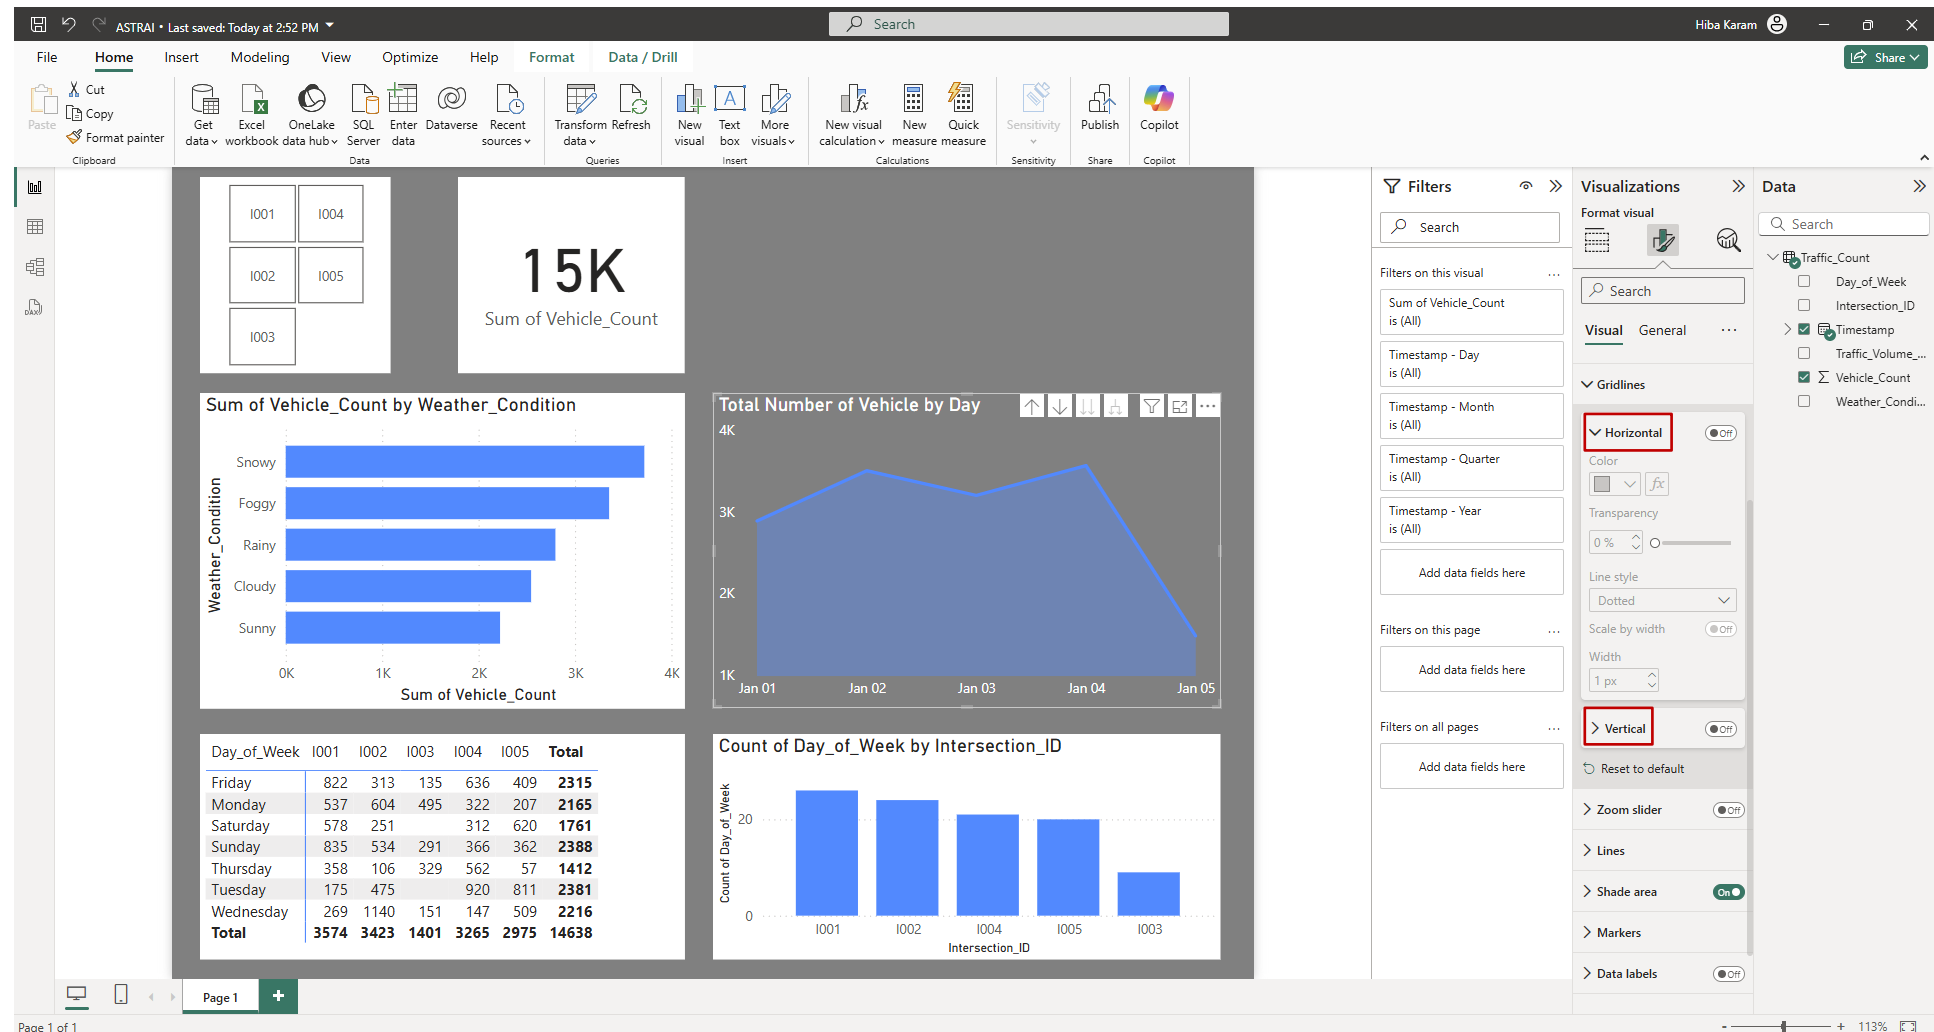 ASTRAI • Last saved: Today at 2:52 PM
Search
Hiba Karam
File Home Insert Modeling View Optimize Help Format Data / Drill
Share
Paste
Cut
Copy
Format painter
Clipboard
Get data
Excel workbook
OneLake data hub
SQL Server
Enter data
Dataverse
Recent sources
Data
Transform data
Refresh
Queries
New visual
Text box
More visuals
Insert
New visual calculation
New measure
Quick measure
Calculations
Sensitivity
Sensitivity
Publish
Share
Copilot
Copilot
DAX
I001 I004
I002 I005
I003
15K
Sum of Vehicle_Count
Sum of Vehicle_Count by Weather_Condition
Weather_Condition
Snowy
Foggy
Rainy
Cloudy
Sunny
0K 1K 2K 3K 4K
Sum of Vehicle_Count
Total Number of Vehicle by Day
4K
3K
2K
1K
Jan 01 Jan 02 Jan 03 Jan 04 Jan 05
Day_of_Week I001 I002 I003 I004 I005 Total
Friday 822 313 135 636 409 2315
Monday 537 604 495 322 207 2165
Saturday 578 251 312 620 1761
Sunday 835 534 291 366 362 2388
Thursday 358 106 329 562 57 1412
Tuesday 175 475 920 811 2381
Wednesday 269 1140 151 147 509 2216
Total 3574 3423 1401 3265 2975 14638
Count of Day_of_Week by Intersection_ID
Count of Day_of_Week
20
0
I001 I002 I004 I005 I003
Intersection_ID
Filters
Search
Filters on this visual ...
Sum of Vehicle_Count
is (All)
Timestamp - Day
is (All)
Timestamp - Month
is (All)
Timestamp - Quarter
is (All)
Timestamp - Year
is (All)
Add data fields here
Filters on this page ...
Add data fields here
Filters on all pages ...
Add data fields here
Visualizations
Format visual
Search
Visual General ...
Gridlines
Horizontal Off
Color
fx
Transparency
0 %
Line style
Dotted
Scale by width Off
Width
1 px
Vertical Off
Reset to default
Zoom slider Off
Lines
Shade area On
Markers
Data labels Off
Data
Search
Traffic_Count
Day_of_Week
Intersection_ID
Timestamp
Traffic_Volume_...
Vehicle_Count
Weather_Condi...
Page 1
+
Page 1 of 1
- + 113%